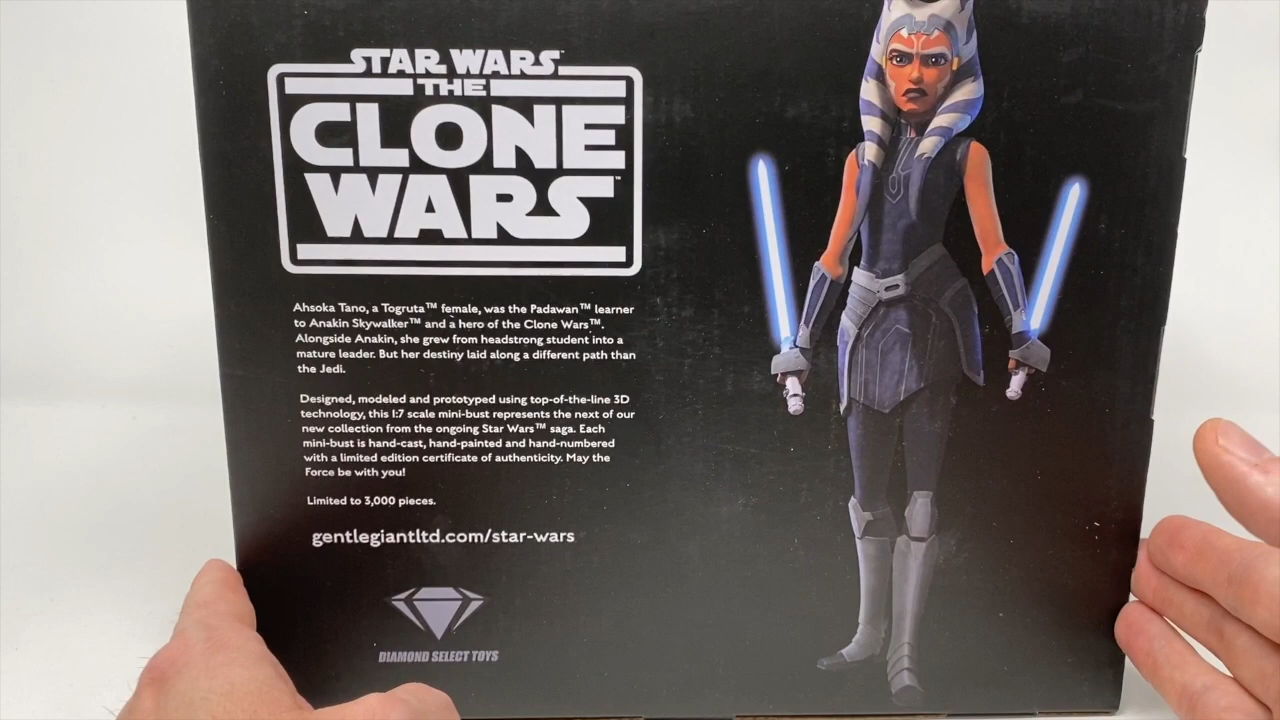 STAR WARS™
THE
CLONE
WARS™
Ahsoka Tano, a Togruta™ female, was the Padawan™ learner
to Anakin Skywalker™ and a hero of the Clone Wars™.
Alongside Anakin, she grew from headstrong student into a
mature leader. But her destiny laid along a different path than
the Jedi.
Designed, modeled and prototyped using top-of-the-line 3D
technology, this 1:7 scale mini-bust represents the next of our
new collection from the ongoing Star Wars™ saga. Each
mini-bust is hand-cast, hand-painted and hand-numbered
with a limited edition certificate of authenticity. May the
Force be with you!
Limited to 3,000 pieces.
gentlegiantltd.com/star-wars
DIAMOND SELECT TOYS